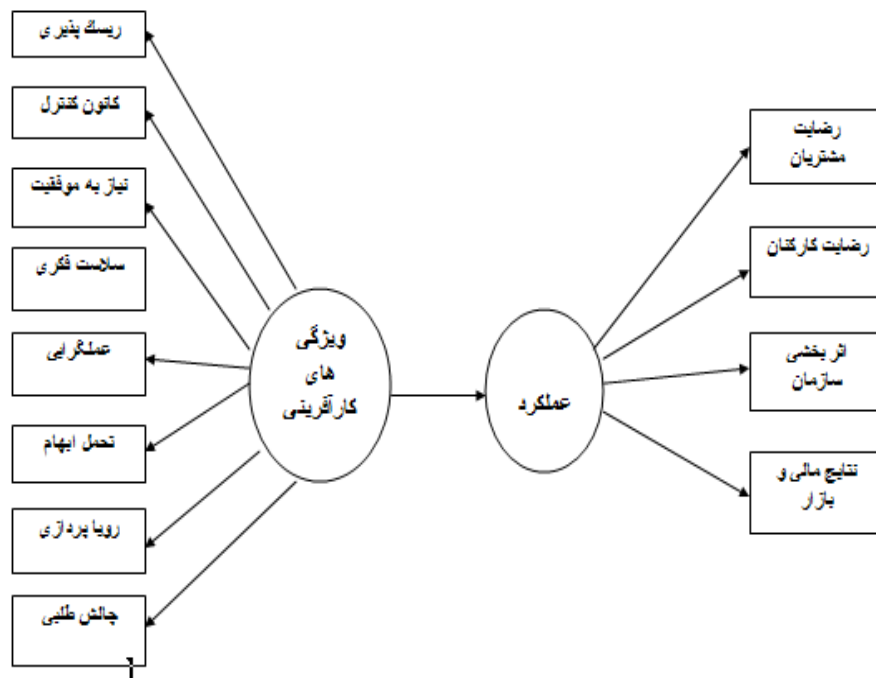 ریسک پذیری
کانون کنترل
نیاز به موفقیت
سلاست فکری
عملگرایی
تحمل ابهام
رویا پردازی
چالش طلبی
ویژگی
های
کارآفرینی
عملکرد
رضایت
مشتریان
رضایت کارکنان
اثر بخشی
سازمان
نتایج مالی و
بازار